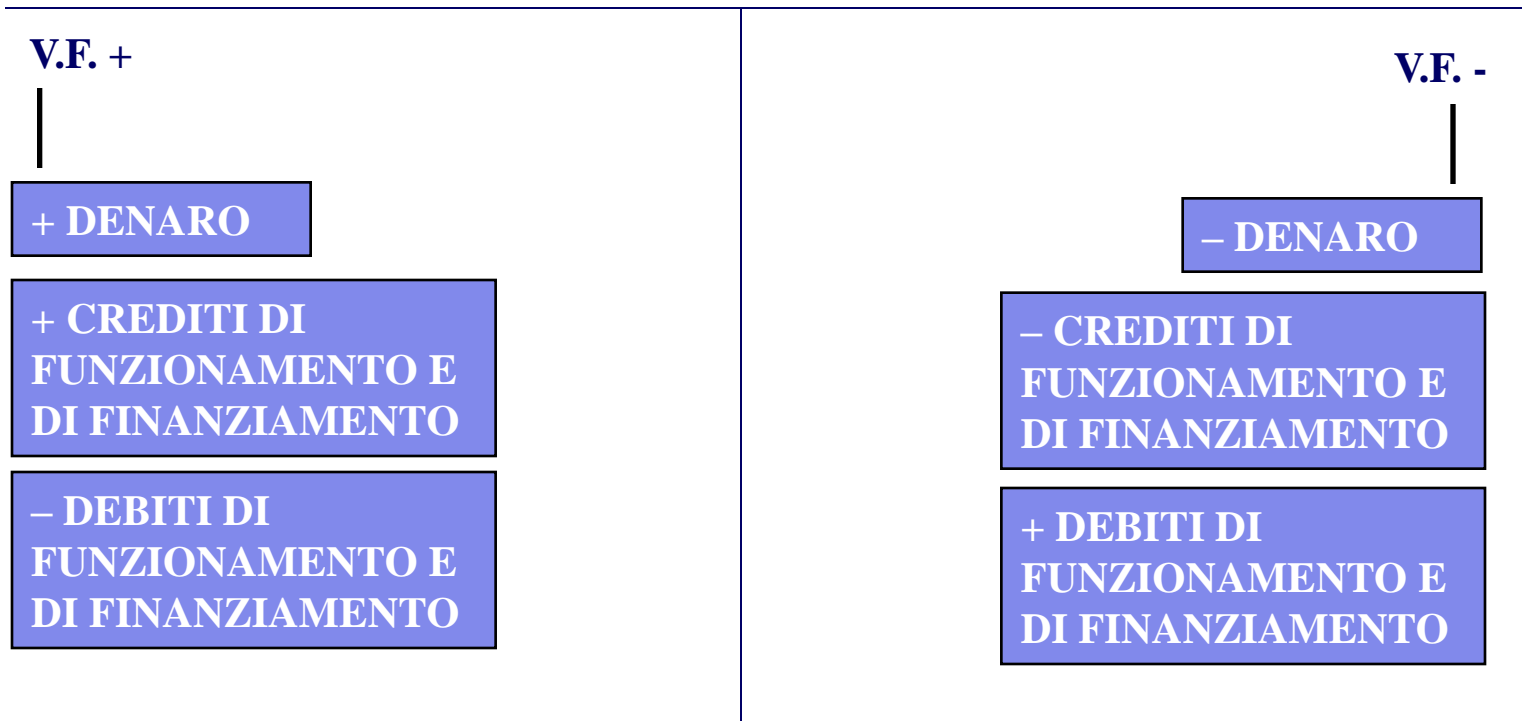 V.F. +
+ DENARO
+ CREDITI DI
FUNZIONAMENTO E
DI FINANZIAMENTO
– DEBITI DI
FUNZIONAMENTO E
DI FINANZIAMENTO
V.F. -
– DENARO
– CREDITI DI
FUNZIONAMENTO E
DI FINANZIAMENTO
+ DEBITI DI
FUNZIONAMENTO E
DI FINANZIAMENTO